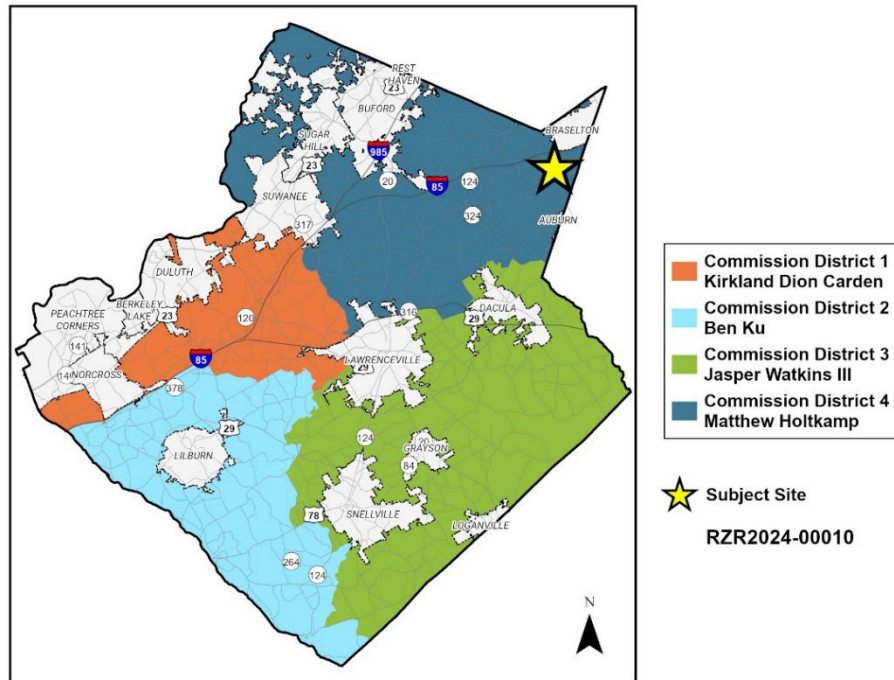 REST
HAVEN
23
BUFORD
BRASELTON
SUGAR
HILL
985
23
20
85
124
SUWANEE
324
AUBURN
317
DULUTH
BERKELEY
LAKE
23
PEACHTREE
CORNERS
120
316
29
DACULA
141
85
LAWRENCEVILLE
29
NORCROSS
378
29
LILBURN
124
20
GRAYSON
84
78
SNELLVILLE
LOGANVILLE
264
124
N
Commission District 1
Kirkland Dion Carden
Commission District 2
Ben Ku
Commission District 3
Jasper Watkins III
Commission District 4
Matthew Holtkamp
Subject Site
RZR2024-00010